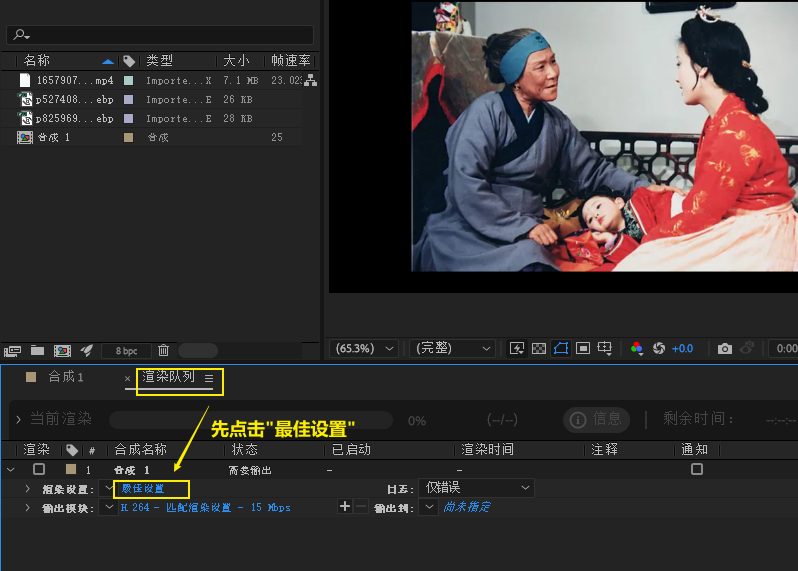 名称 类型 大小 帧速率
1657907...mp4 Importe...X 7.1 MB 23.02
p527408...ebp Importe...E 26 KB
p825969...ebp Importe...E 28 KB
合成 1 合成 25
8 bpc
(65.3%) (完整) +0.0 0:00
合成1 × 渲染队列
当前渲染 0% (--/--) 信息 剩余时间: --:--
先点击"最佳设置"
渲染 # 合成名称 状态 已启动 渲染时间 注释 通知
1 合成 1 需要输出 - -
渲染设置: 最佳设置 日志: 仅错误
输出模块: H.264 - 匹配渲染设置 - 15 Mbps + - 输出到: 尚未指定